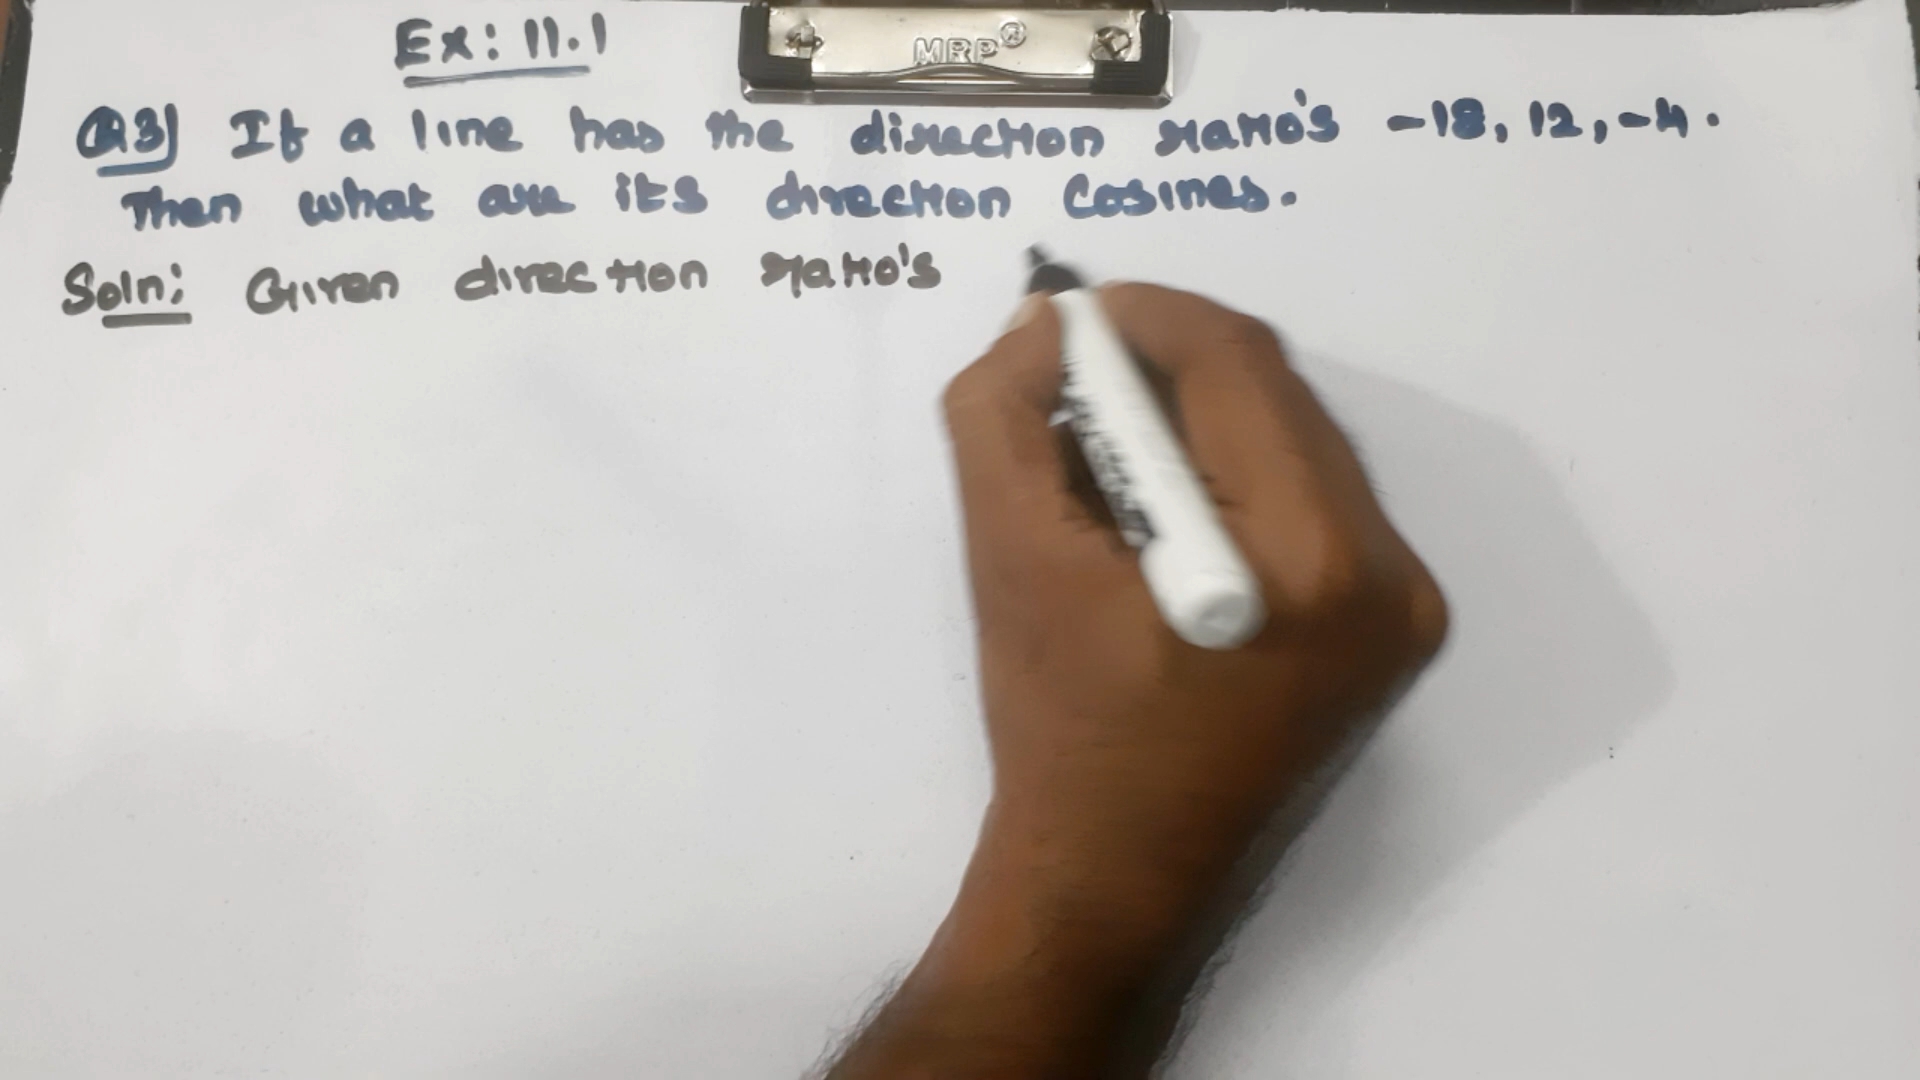 Ex: 11.1
MRP®
Q3) If a line has the direction ratio's -18, 12, -4.
Then what are its direction Cosines.
Soln: Given direction ratio's